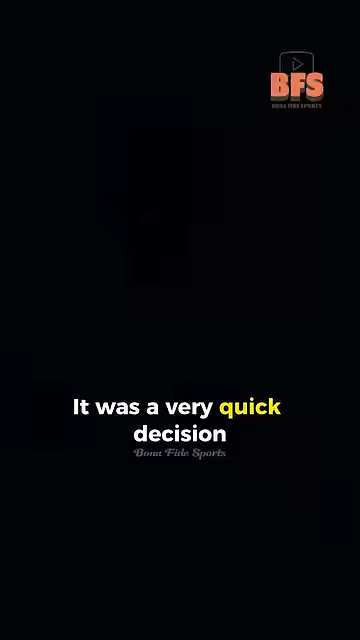 BFS
BONA FIDE SPORTS
It was a very quick
decision
Bona Fide Sports